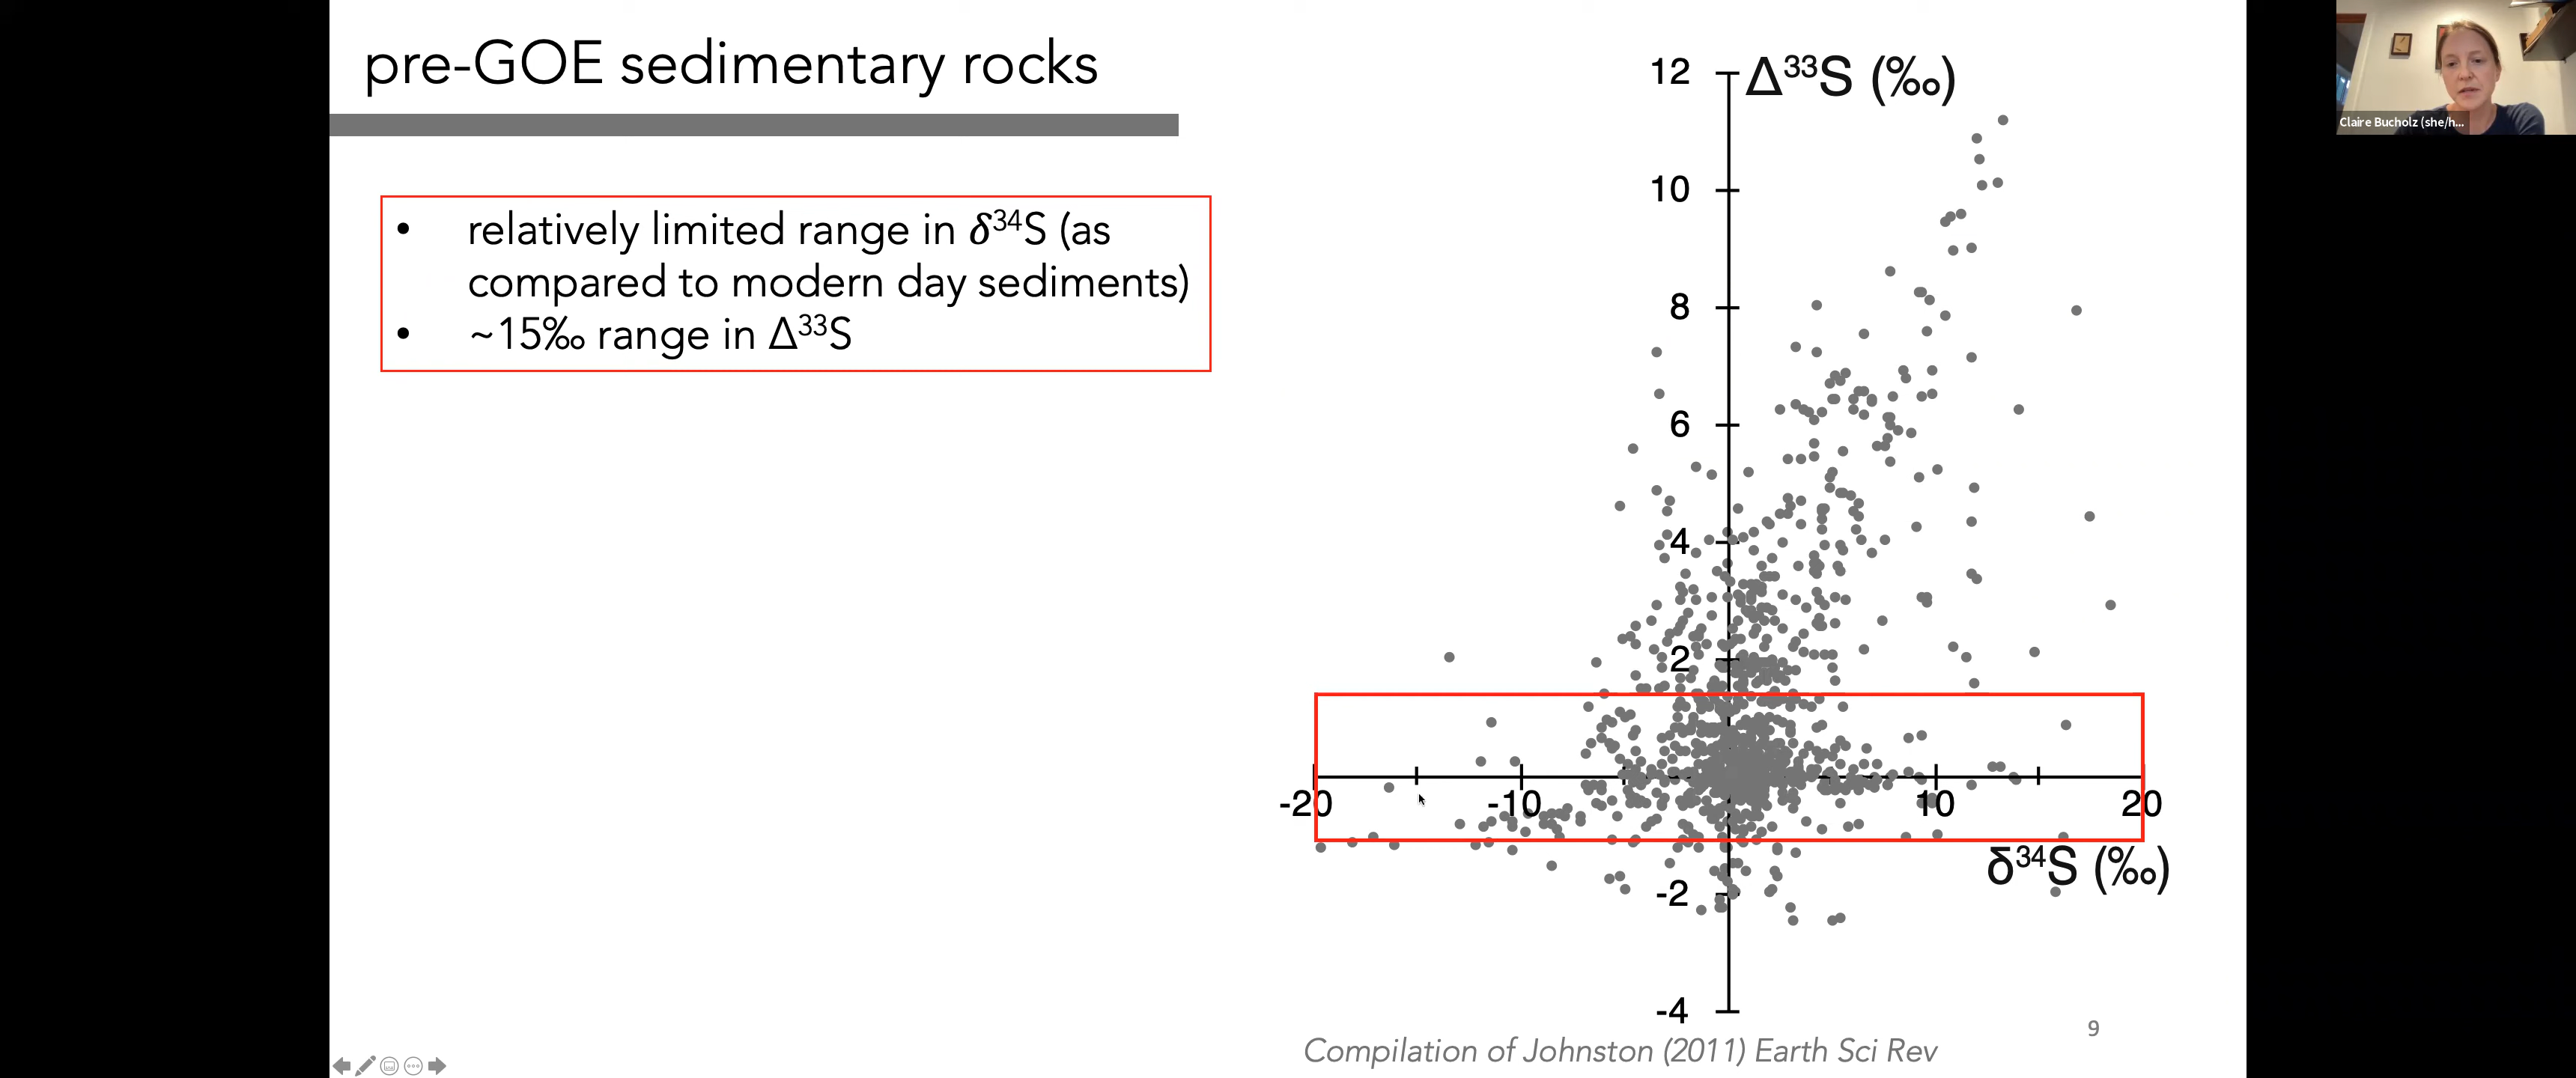 pre-GOE sedimentary rocks
• relatively limited range in δ³⁴S (as
compared to modern day sediments)
• ~15‰ range in Δ³³S
Δ³³S (‰)
12
10
8
6
4
2
-2
-4
-20
-10
10
20
δ³⁴S (‰)
Compilation of Johnston (2011) Earth Sci Rev
9
Claire Bucholz (she/h...